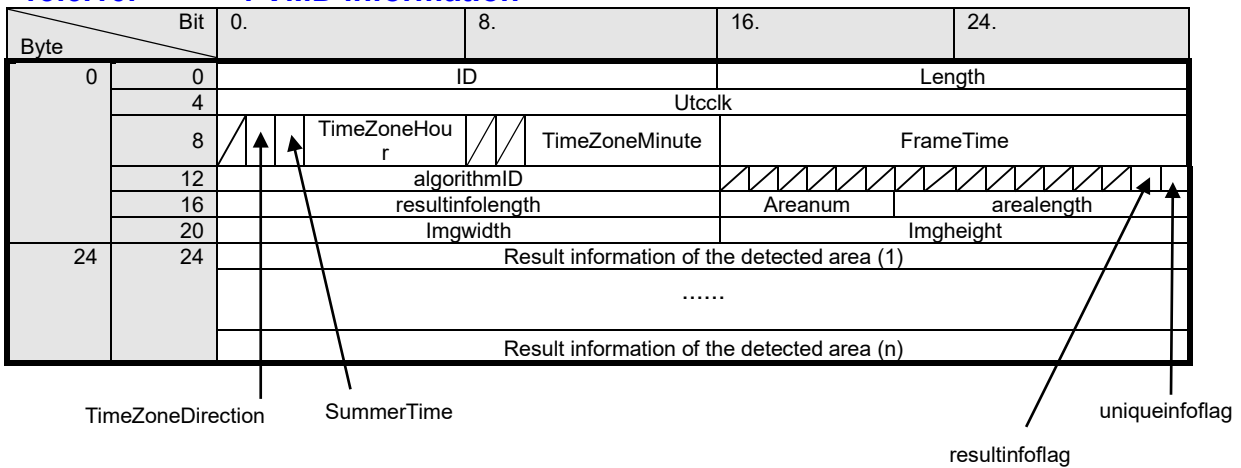 Bit 0. 8. 16. 24.
Byte
0 0 ID Length
4 Utcclk
8 TimeZoneHou
r TimeZoneMinute FrameTime
12 algorithmID
16 resultinfolength Areanum arealength
20 Imgwidth Imgheight
24 24 Result information of the detected area (1)
......
Result information of the detected area (n)
TimeZoneDirection SummerTime uniqueinfoflag
resultinfoflag